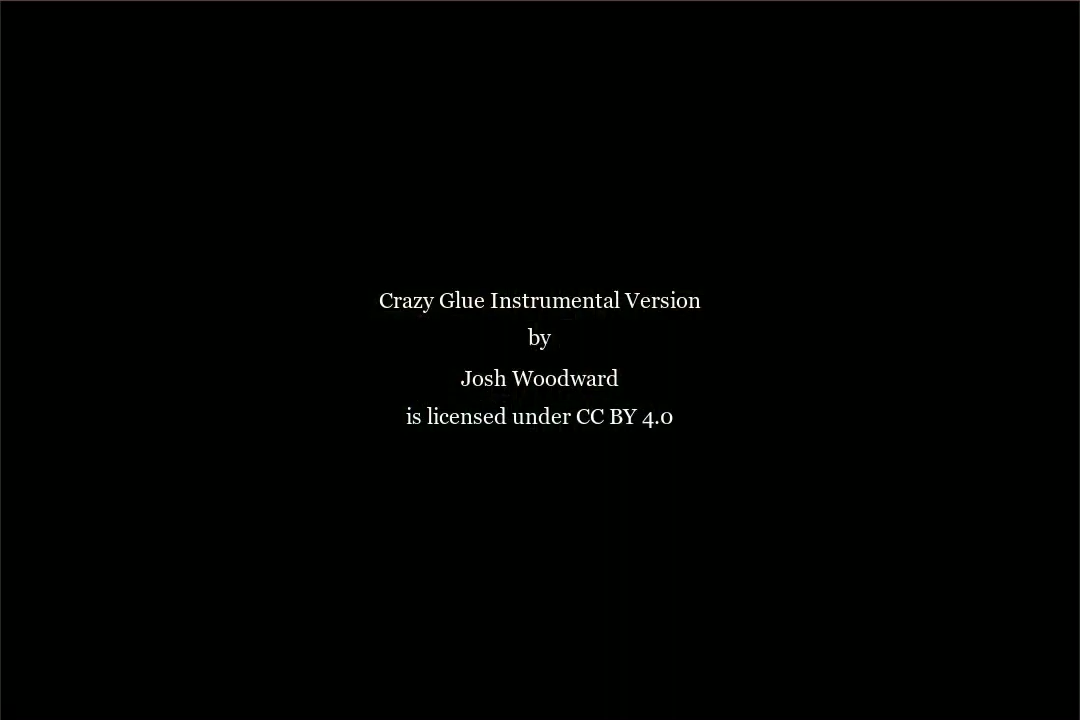 Crazy Glue Instrumental Version
by
Josh Woodward
is licensed under CC BY 4.0